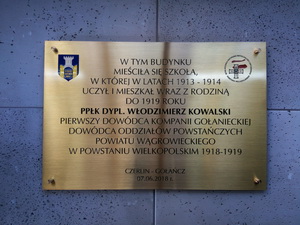 W TYM BUDYNKU
MIEŚCIŁA SIĘ SZKOŁA,
W KTÓREJ W LATACH 1913 - 1914
UCZYŁ I MIESZKAŁ WRAZ Z RODZINĄ
DO 1919 ROKU
PPŁK DYPL. WŁODZIMIERZ KOWALSKI
PIERWSZY DOWÓDCA KOMPANII GOŁANIECKIEJ
DOWÓDCA ODDZIAŁÓW POWSTAŃCZYCH
POWIATU WĄGROWIECKIEGO
W POWSTANIU WIELKOPOLSKIM 1918-1919
CZERLIN - GOŁAŃCZ
07.06.2018 r.